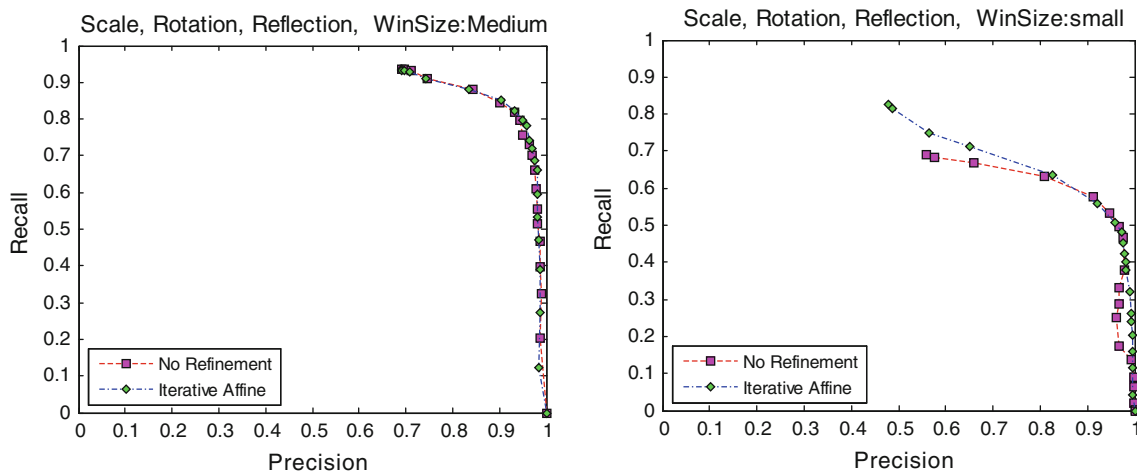 Scale, Rotation, Reflection, WinSize:Medium
1
0.9
0.8
0.7
0.6
0.5
0.4
0.3
0.2
0.1
0
Recall
No Refinement
Iterative Affine
0 0.1 0.2 0.3 0.4 0.5 0.6 0.7 0.8 0.9 1
Precision
Scale, Rotation, Reflection, WinSize:small
1
0.9
0.8
0.7
0.6
0.5
0.4
0.3
0.2
0.1
0
Recall
No Refinement
Iterative Affine
0 0.1 0.2 0.3 0.4 0.5 0.6 0.7 0.8 0.9 1
Precision